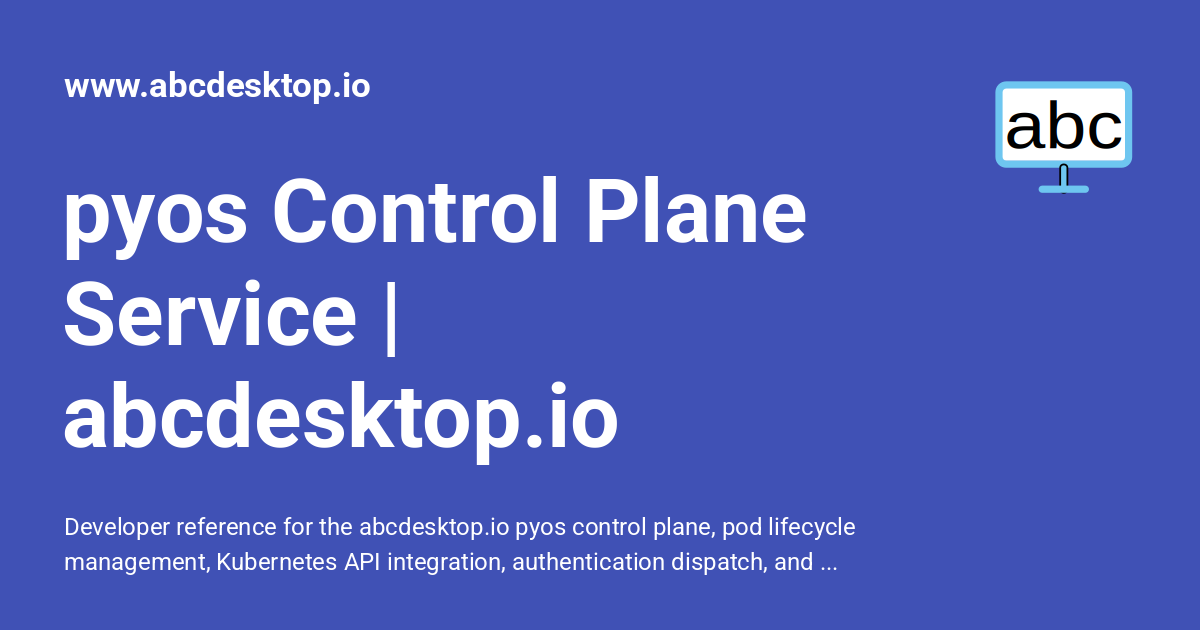 www.abcdesktop.io
abc
pyos Control Plane
Service |
abcdesktop.io
Developer reference for the abcdesktop.io pyos control plane, pod lifecycle
management, Kubernetes API integration, authentication dispatch, and ...